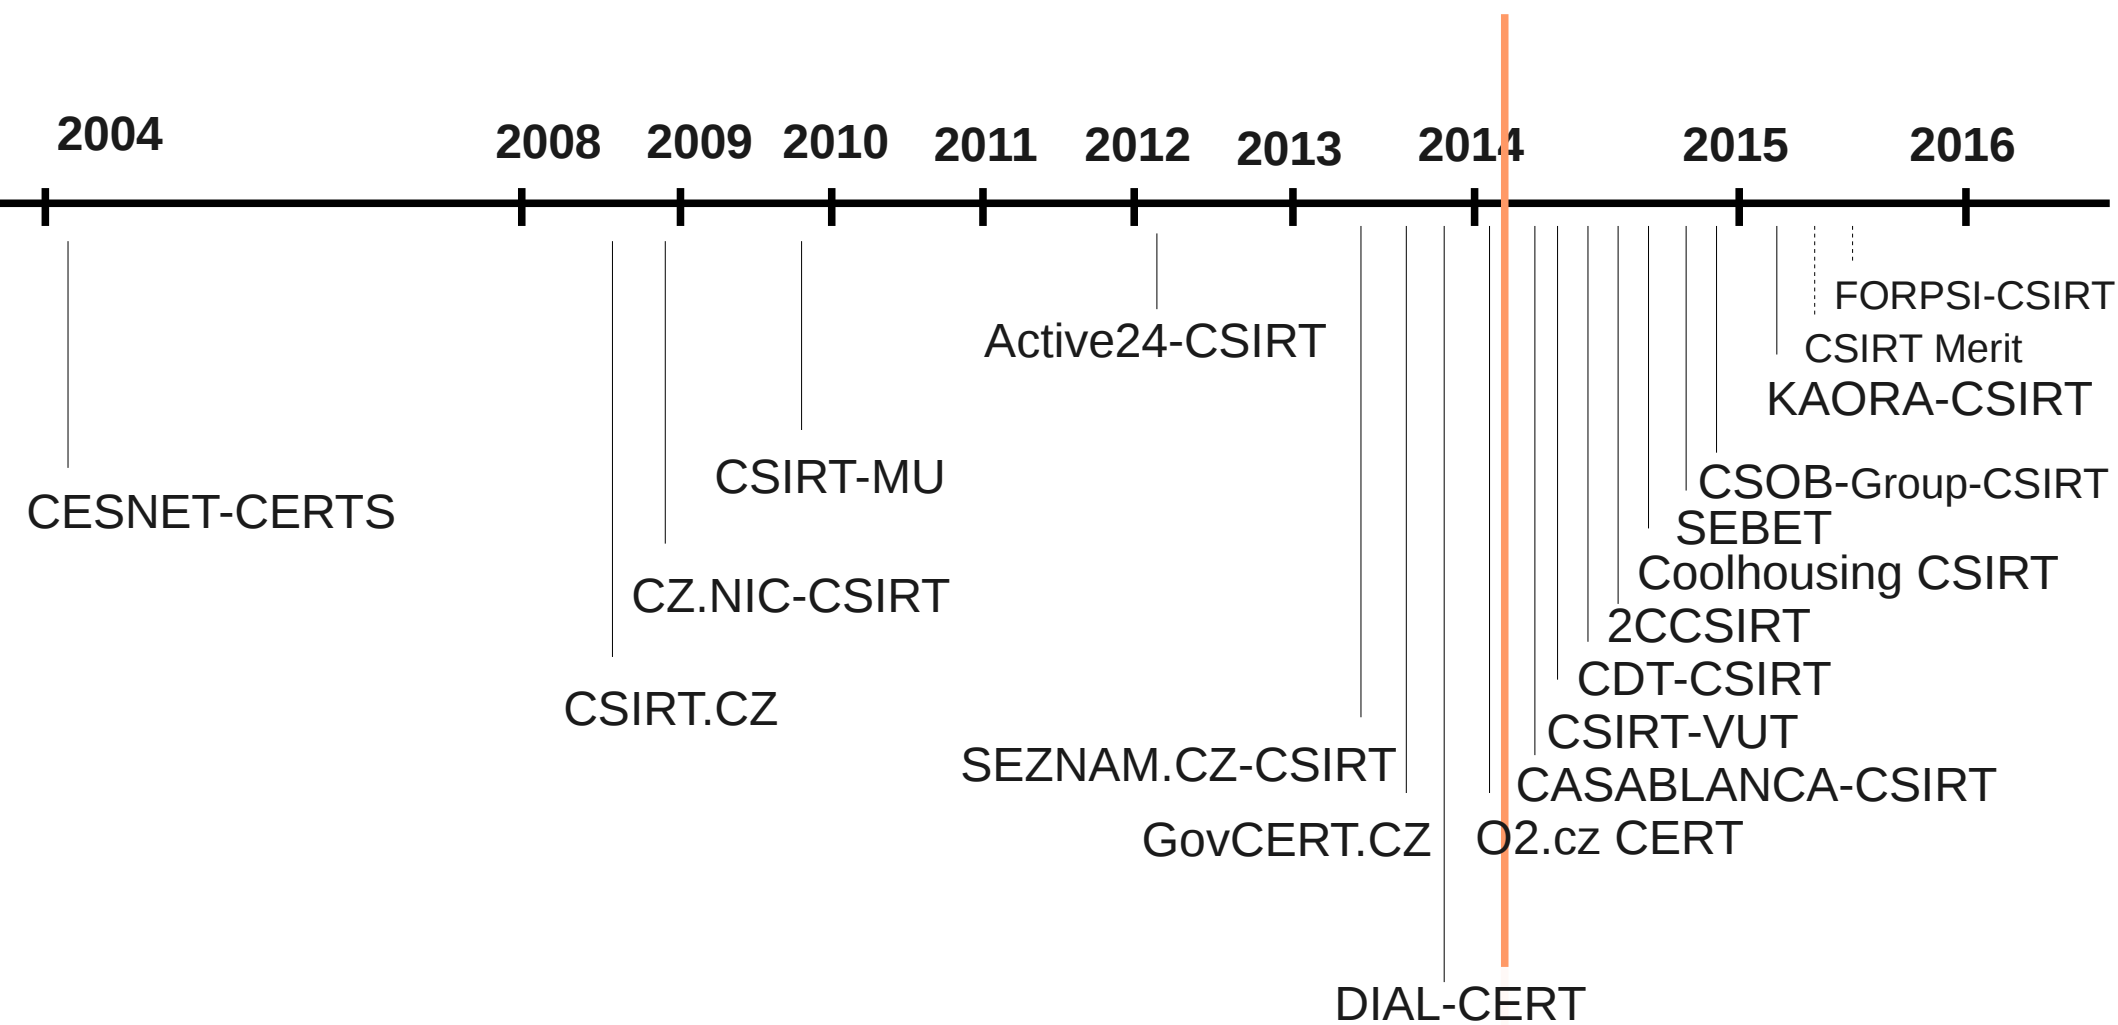 2004
2008
2009
2010
2011
2012
2013
2014
2015
2016
FORPSI-CSIRT
Active24-CSIRT
CSIRT Merit
KAORA-CSIRT
CSIRT-MU
CSOB-Group-CSIRT
CESNET-CERTS
SEBET
Coolhousing CSIRT
CZ.NIC-CSIRT
2CCSIRT
CDT-CSIRT
CSIRT.CZ
CSIRT-VUT
SEZNAM.CZ-CSIRT
CASABLANCA-CSIRT
GovCERT.CZ
O2.cz CERT
DIAL-CERT